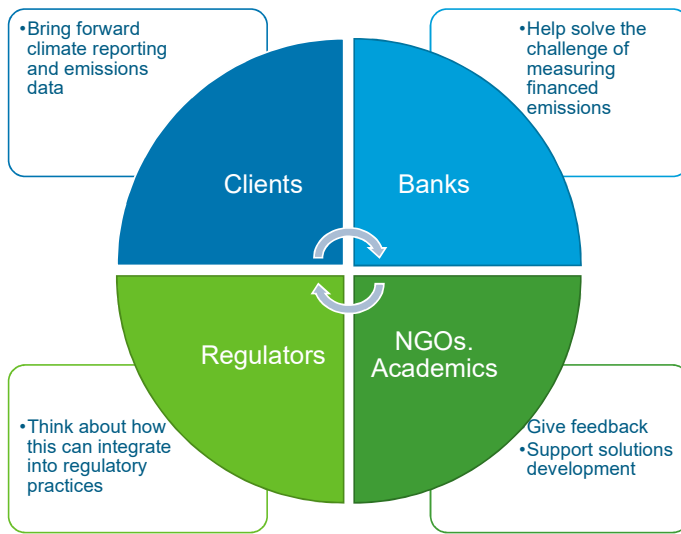 •Bring forward
climate reporting
and emissions
data
•Help solve the
challenge of
measuring
financed
emissions
Clients
Banks
Regulators
NGOs.
Academics
•Think about how
this can integrate
into regulatory
practices
Give feedback
•Support solutions
development